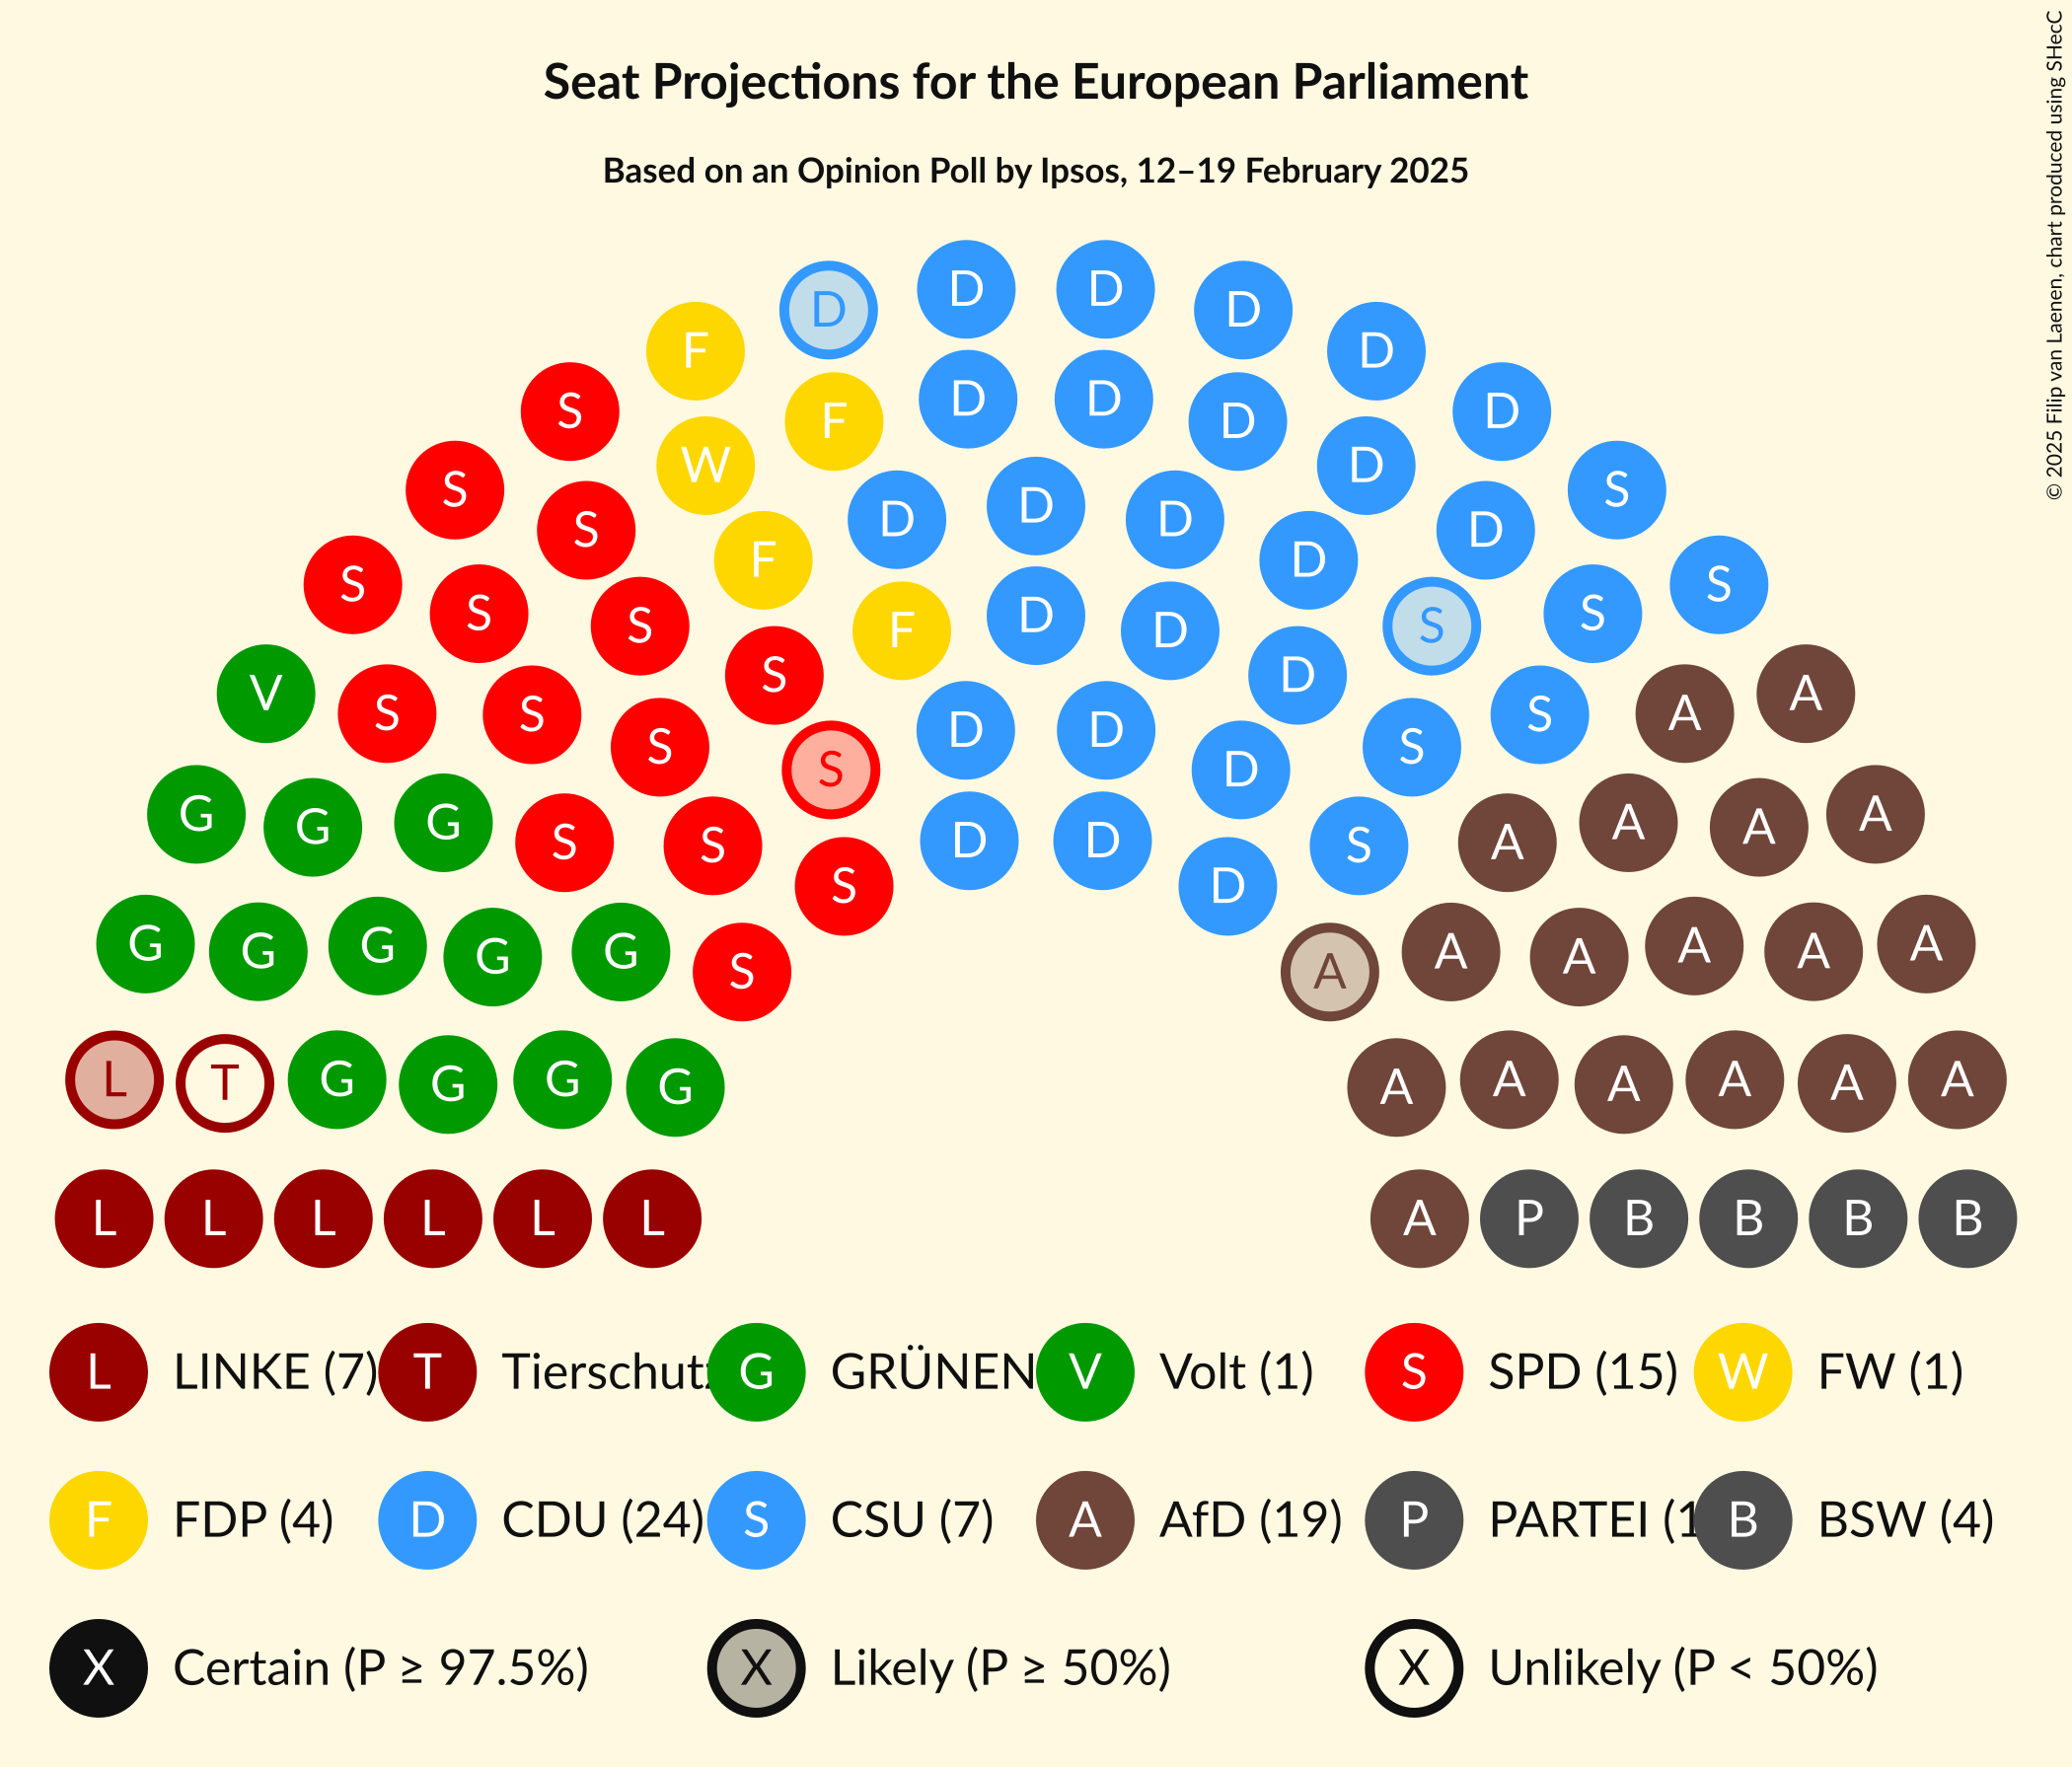 Seat Projections for the European Parliament
Based on an Opinion Poll by Ipsos, 12–19 February 2025
© 2025 Filip van Laenen, chart produced using SHecC
D D D D
F D D
S F D D D D
S W D S
S F D D D D S
S S D D
S S F D D S S
V S S S D D D S S A A
S S S D D D S
G G G S S S D D S A A A A
G G G G G S S D A A A A A A
L T G G G G A A A A A A
L L L L L L A P B B B B
L LINKE (7) T Tierschutz G GRÜNEN V Volt (1) S SPD (15) W FW (1)
F FDP (4) D CDU (24) S CSU (7) A AfD (19) P PARTEI (1 B BSW (4)
X Certain (P ≥ 97.5%) X Likely (P ≥ 50%) X Unlikely (P < 50%)